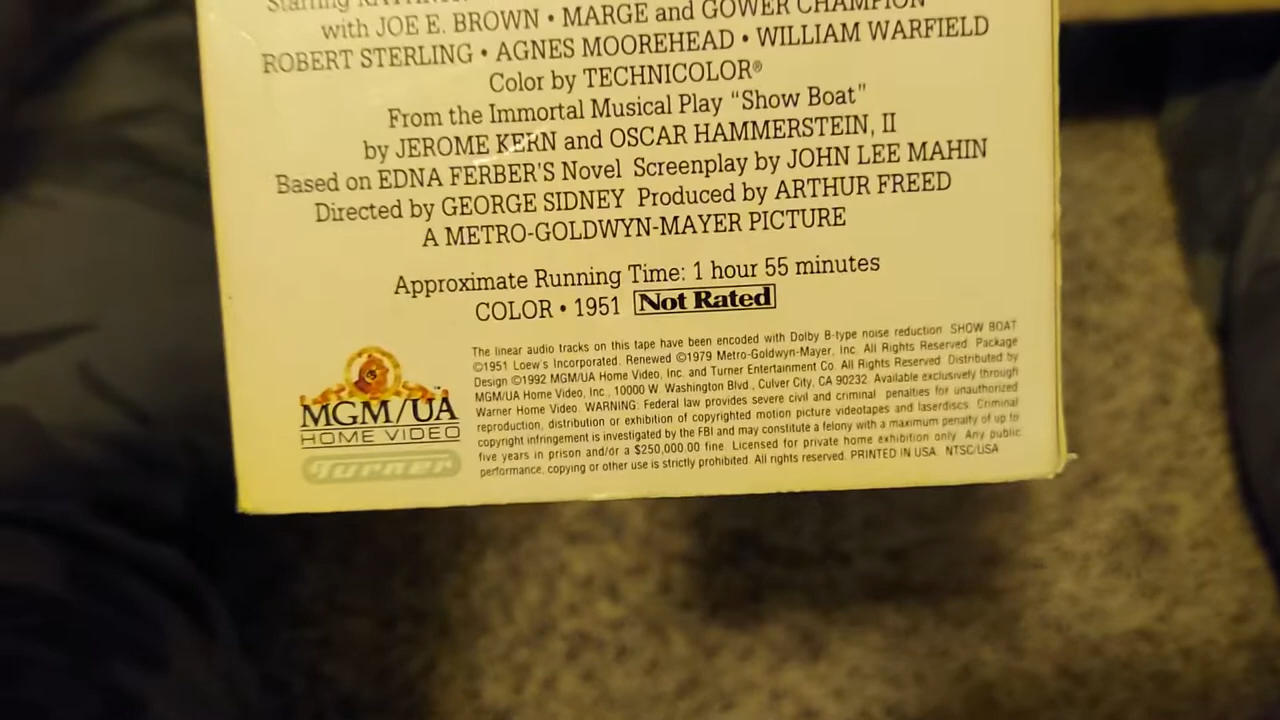 Starring
with JOE E. BROWN • MARGE and GOWER CHAMPION
ROBERT STERLING • AGNES MOOREHEAD • WILLIAM WARFIELD
Color by TECHNICOLOR®
From the Immortal Musical Play “Show Boat”
by JEROME KERN and OSCAR HAMMERSTEIN, II
Based on EDNA FERBER'S Novel Screenplay by JOHN LEE MAHIN
Directed by GEORGE SIDNEY Produced by ARTHUR FREED
A METRO-GOLDWYN-MAYER PICTURE
Approximate Running Time: 1 hour 55 minutes
COLOR • 1951 Not Rated
The linear audio tracks on this tape have been encoded with Dolby B-type noise reduction. SHOW BOAT
©1951 Loew's Incorporated. Renewed ©1979 Metro-Goldwyn-Mayer, Inc. All Rights Reserved. Package
Design ©1992 MGM/UA Home Video, Inc. and Turner Entertainment Co. All Rights Reserved. Distributed by
MGM/UA Home Video, Inc., 10000 W. Washington Blvd., Culver City, CA 90232. Available exclusively through
Warner Home Video. WARNING: Federal law provides severe civil and criminal penalties for unauthorized
reproduction, distribution or exhibition of copyrighted motion picture videotapes and laserdiscs. Criminal
copyright infringement is investigated by the FBI and may constitute a felony with a maximum penalty of up to
five years in prison and/or a $250,000.00 fine. Licensed for private home exhibition only. Any public
performance, copying or other use is strictly prohibited. All rights reserved. PRINTED IN USA. NTSC/USA
MGM/UA™
HOME VIDEO
Turner